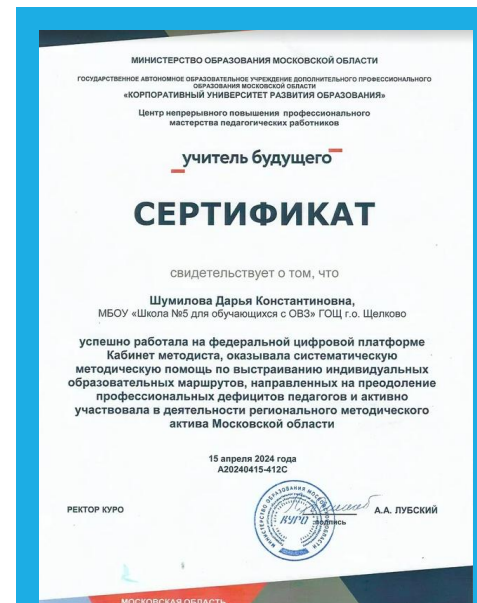 МИНИСТЕРСТВО ОБРАЗОВАНИЯ МОСКОВСКОЙ ОБЛАСТИ
ГОСУДАРСТВЕННОЕ АВТОНОМНОЕ ОБРАЗОВАТЕЛЬНОЕ УЧРЕЖДЕНИЕ ДОПОЛНИТЕЛЬНОГО ПРОФЕССИОНАЛЬНОГО
ОБРАЗОВАНИЯ МОСКОВСКОЙ ОБЛАСТИ
«КОРПОРАТИВНЫЙ УНИВЕРСИТЕТ РАЗВИТИЯ ОБРАЗОВАНИЯ»
Центр непрерывного повышения профессионального
мастерства педагогических работников
учитель будущего
СЕРТИФИКАТ
свидетельствует о том, что
Шумилова Дарья Константиновна,
МБОУ «Школа №5 для обучающихся с ОВЗ» ГОЩ г.о. Щелково
успешно работала на федеральной цифровой платформе
Кабинет методиста, оказывала систематическую
методическую помощь по выстраиванию индивидуальных
образовательных маршрутов, направленных на преодоление
профессиональных дефицитов педагогов и активно
участвовала в деятельности регионального методического
актива Московской области
15 апреля 2024 года
А20240415-412С
РЕКТОР КУРО
КУРО
подпись
А.А. ЛУБСКИЙ
МОСКОВСКАЯ ОБЛАСТЬ